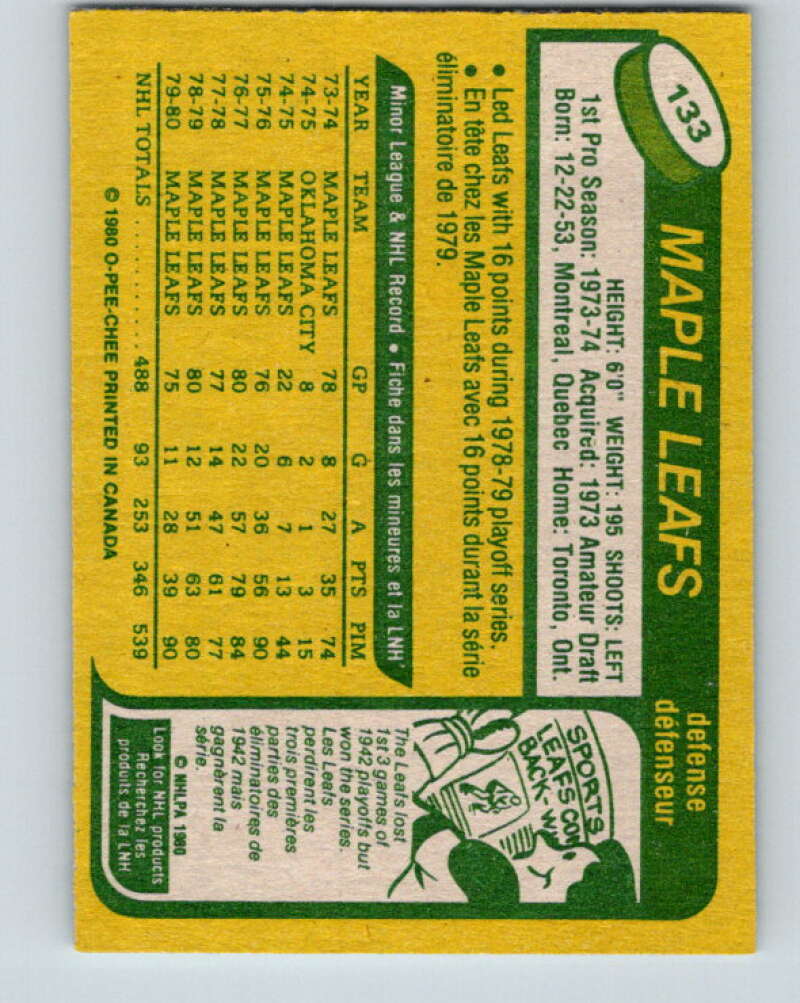 133
MAPLE LEAFS
defense
défenseur
HEIGHT: 6'0" WEIGHT: 195 SHOOTS: LEFT
1st Pro Season: 1973-74 Acquired: 1973 Amateur Draft
Born: 12-22-53, Montreal, Quebec Home: Toronto, Ont.
• Led Leafs with 16 points during 1978-79 playoff series.
• En tête chez les Maple Leafs avec 16 points durant la série
éliminatoire de 1979.
Minor League & NHL Record • Fiche dans les mineures et la LNH
YEAR TEAM GP G A PTS PIM
73-74 MAPLE LEAFS 78 8 27 35 74
74-75 OKLAHOMA CITY 8 2 1 3 15
74-75 MAPLE LEAFS 22 6 7 13 44
75-76 MAPLE LEAFS 76 20 36 56 90
76-77 MAPLE LEAFS 80 22 57 79 84
77-78 MAPLE LEAFS 77 14 47 61 77
78-79 MAPLE LEAFS 80 12 51 63 80
79-80 MAPLE LEAFS 75 11 28 39 90
NHL TOTALS .......... 488 93 253 346 539
© 1980 O-PEE-CHEE PRINTED IN CANADA
SPORTS
LEAFS CO
BACK-W
The Leafs lost
1st 3 games of
1942 playoffs but
won the series.
Les Leafs
perdirent les
trois premières
parties des
éliminatoires de
1942 mais
gagnèrent la
série.
© NHLPA 1980
Look for NHL products
Recherchez les
produits de la LNH